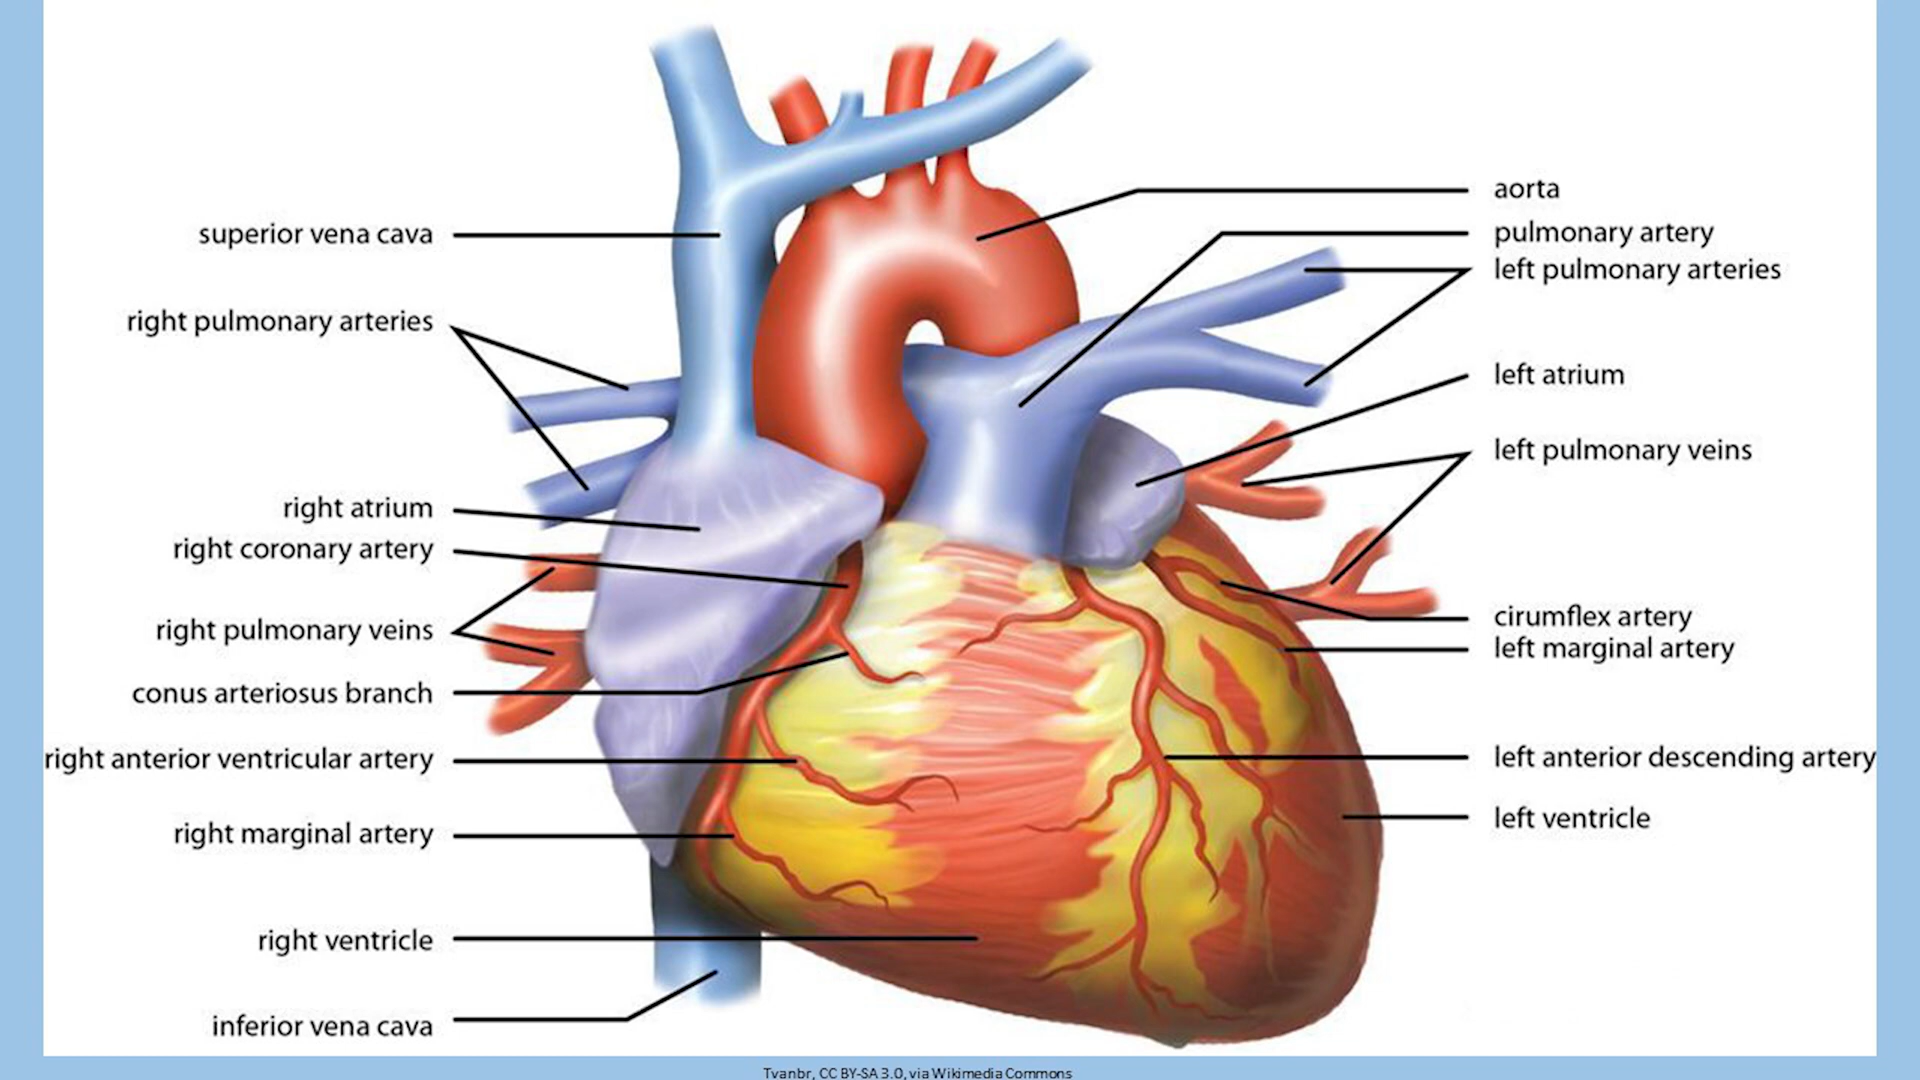 superior vena cava
right pulmonary arteries
right atrium
right coronary artery
right pulmonary veins
conus arteriosus branch
right anterior ventricular artery
right marginal artery
right ventricle
inferior vena cava
aorta
pulmonary artery
left pulmonary arteries
left atrium
left pulmonary veins
cirumflex artery
left marginal artery
left anterior descending artery
left ventricle
Tvanbr, CC BY-SA 3.0, via Wikimedia Commons